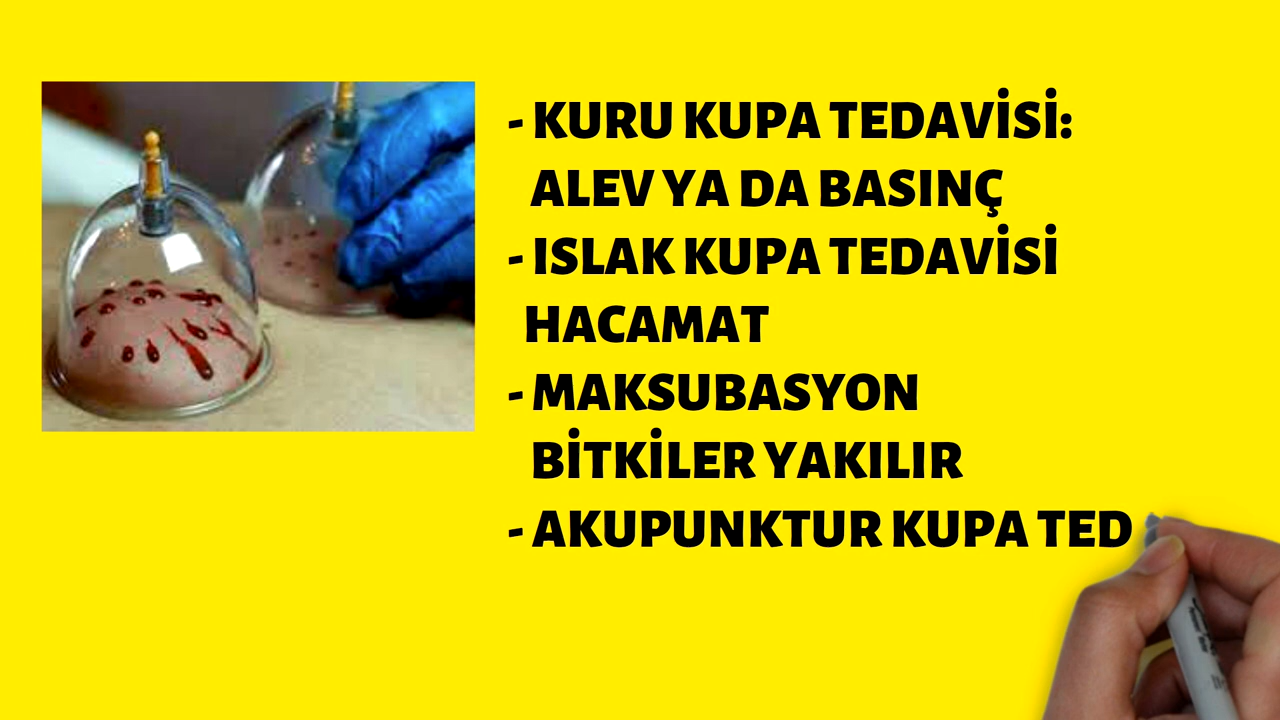 - KURU KUPA TEDAVİSİ:
ALEV YA DA BASINÇ
- ISLAK KUPA TEDAVİSİ
HACAMAT
- MAKSUBASYON
BİTKİLER YAKILIR
- AKUPUNKTUR KUPA TED